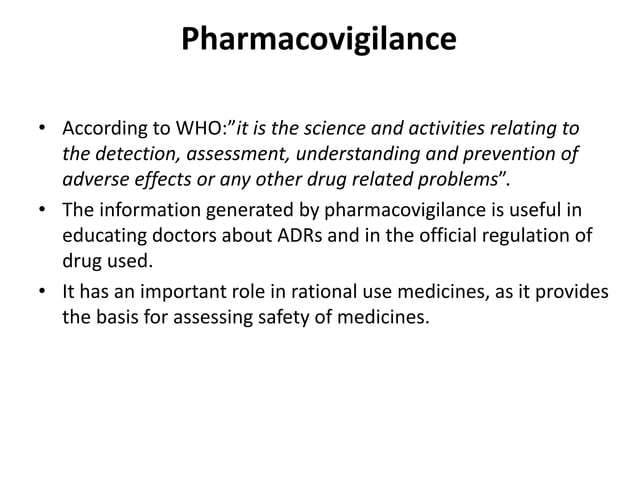 Pharmacovigilance
• According to WHO:”it is the science and activities relating to
the detection, assessment, understanding and prevention of
adverse effects or any other drug related problems”.
• The information generated by pharmacovigilance is useful in
educating doctors about ADRs and in the official regulation of
drug used.
• It has an important role in rational use medicines, as it provides
the basis for assessing safety of medicines.